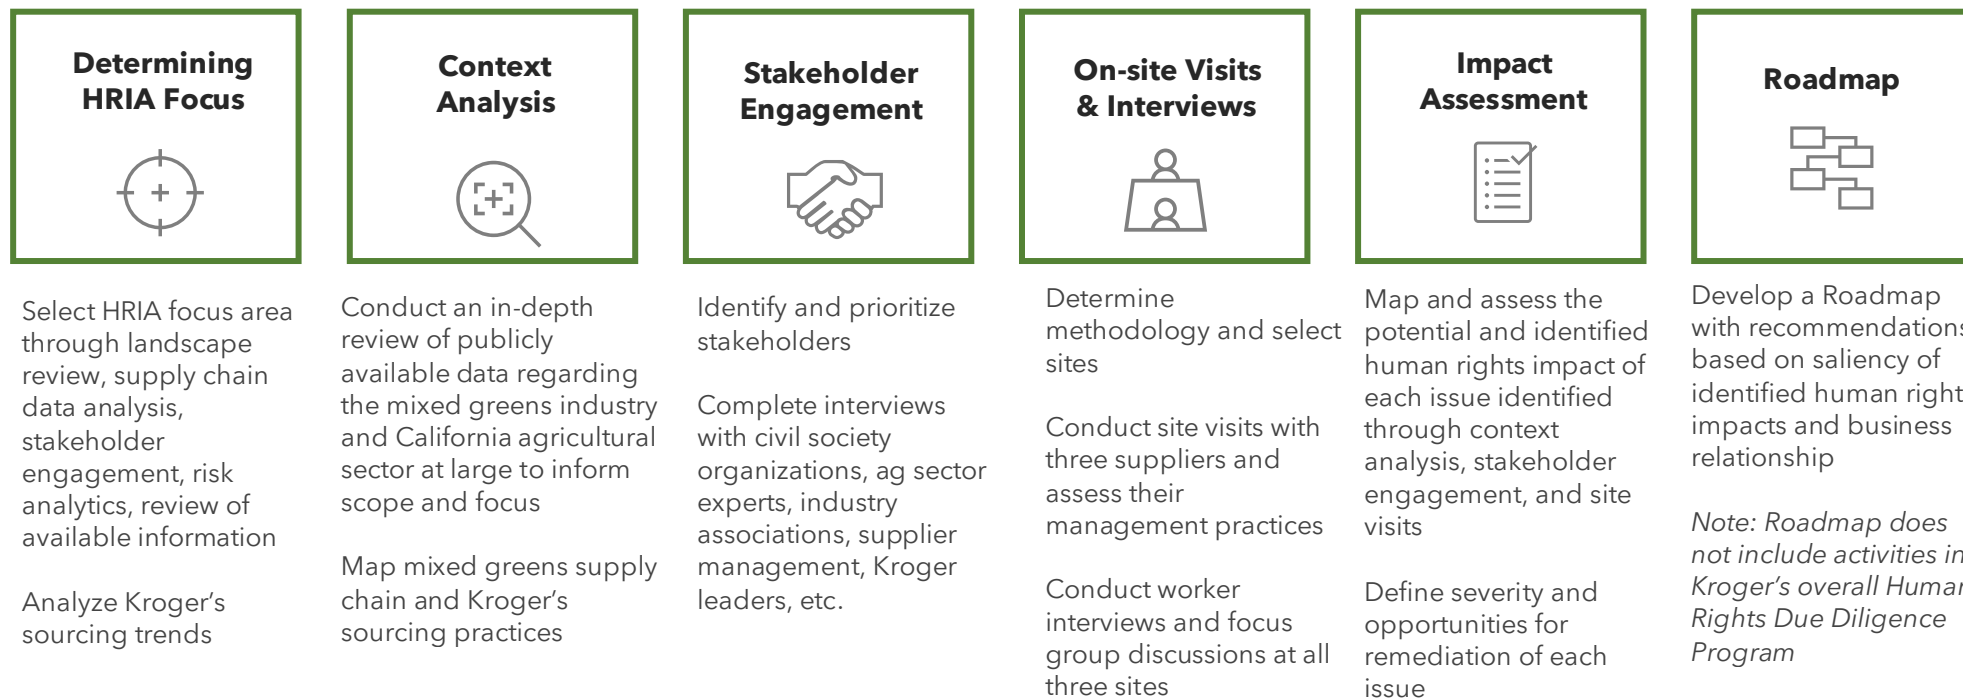 Determining
HRIA Focus
Select HRIA focus area
through landscape
review, supply chain
data analysis,
stakeholder
engagement, risk
analytics, review of
available information
Analyze Kroger's
sourcing trends
Context
Analysis
Conduct an in-depth
review of publicly
available data regarding
the mixed greens industry
and California agricultural
sector at large to inform
scope and focus
Map mixed greens supply
chain and Kroger's
sourcing practices
Stakeholder
Engagement
Identify and prioritize
stakeholders
Complete interviews
with civil society
organizations, ag sector
experts, industry
associations, supplier
management, Kroger
leaders, etc.
On-site Visits
& Interviews
Determine
methodology and select
sites
Conduct site visits with
three suppliers and
assess their
management practices
Conduct worker
interviews and focus
group discussions at all
three sites
Impact
Assessment
Map and assess the
potential and identified
human rights impact of
each issue identified
through context
analysis, stakeholder
engagement, and site
visits
Define severity and
opportunities for
remediation of each
issue
Roadmap
Develop a Roadmap
with recommendations
based on saliency of
identified human right
impacts and business
relationship
Note: Roadmap does
not include activities in
Kroger's overall Human
Rights Due Diligence
Program